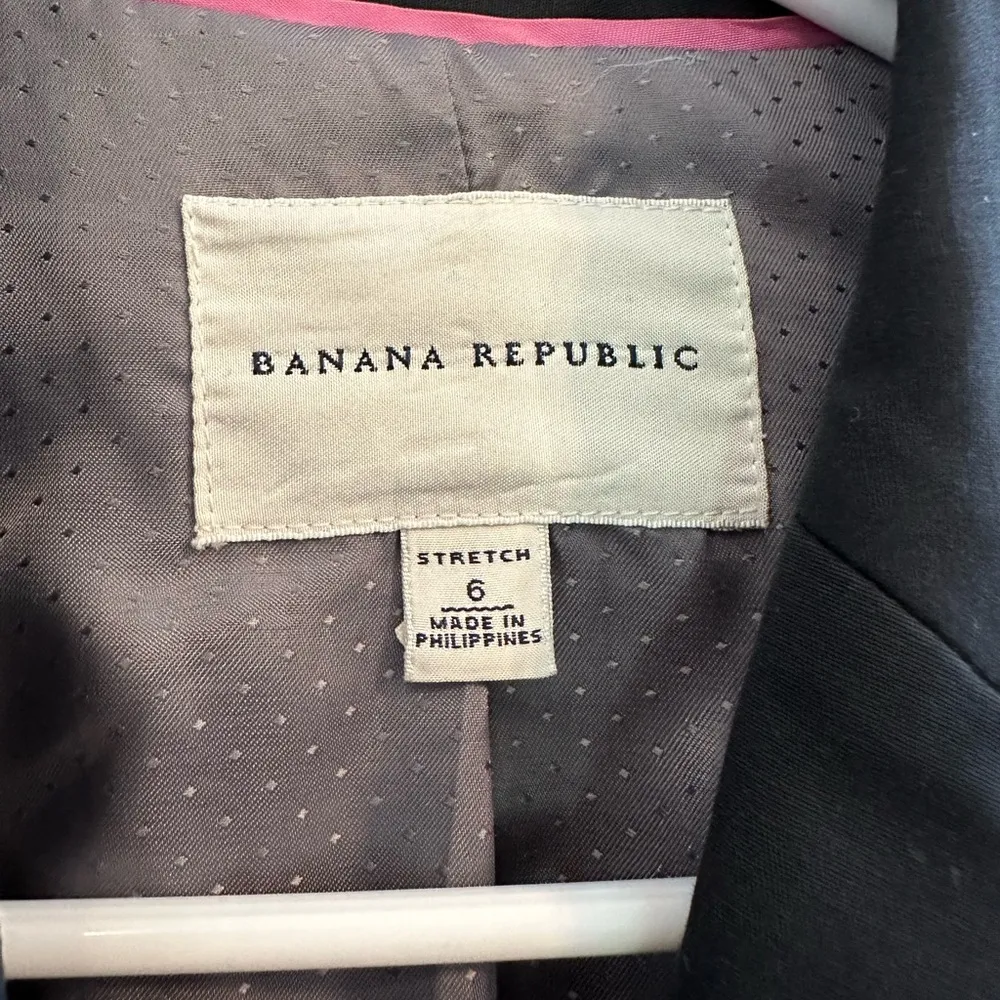 BANANA REPUBLIC
STRETCH
6
MADE IN
PHILIPPINES